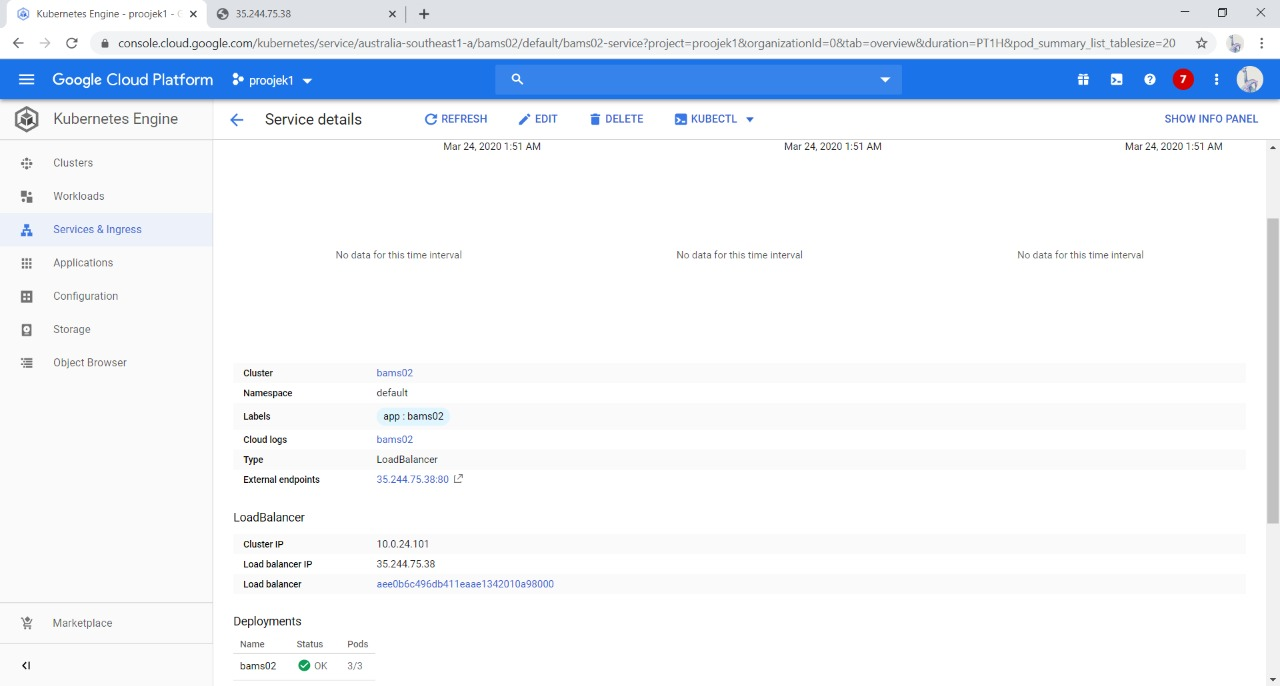 Kubernetes Engine - proojek1 - G
35.244.75.38
console.cloud.google.com/kubernetes/service/australia-southeast1-a/bams02/default/bams02-service?project=proojek1&organizationId=0&tab=overview&duration=PT1H&pod_summary_list_tablesize=20
Google Cloud Platform proojek1 7
Kubernetes Engine
Service details REFRESH EDIT DELETE KUBECTL SHOW INFO PANEL
Clusters
Workloads
Services & Ingress
Applications
Configuration
Storage
Object Browser
Marketplace
Mar 24, 2020 1:51 AM Mar 24, 2020 1:51 AM Mar 24, 2020 1:51 AM
No data for this time interval No data for this time interval No data for this time interval
Cluster bams02
Namespace default
Labels app : bams02
Cloud logs bams02
Type LoadBalancer
External endpoints 35.244.75.38:80
LoadBalancer
Cluster IP 10.0.24.101
Load balancer IP 35.244.75.38
Load balancer aee0b6c496db411eaae1342010a98000
Deployments
Name Status Pods
bams02 OK 3/3